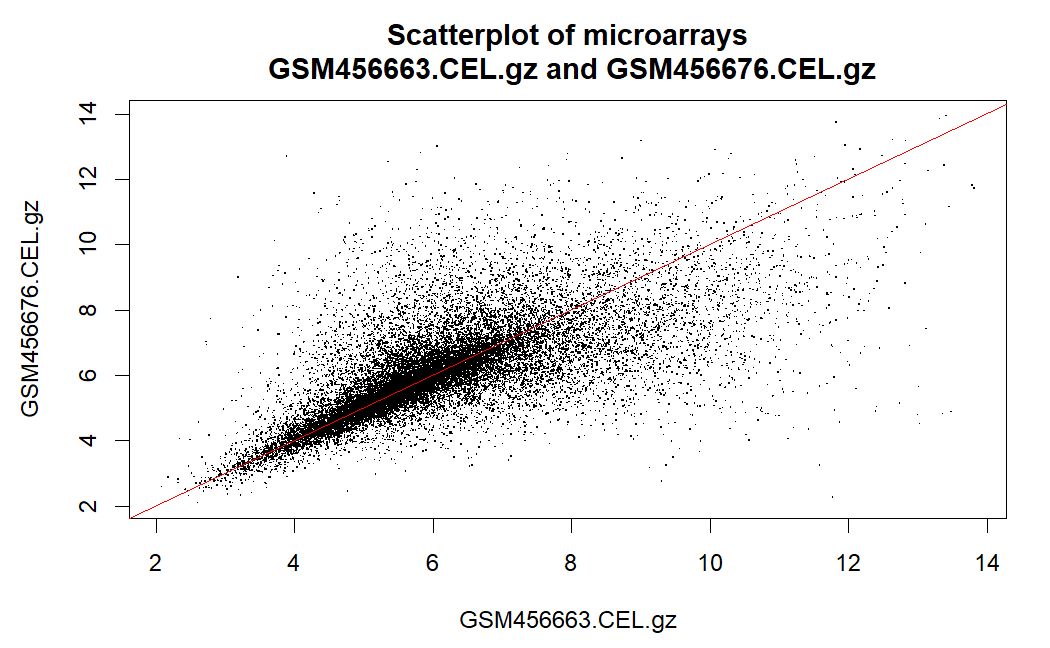 Scatterplot of microarrays
GSM456663.CEL.gz and GSM456676.CEL.gz
14
12
10
8
6
4
2
GSM456676.CEL.gz
2 4 6 8 10 12 14
GSM456663.CEL.gz